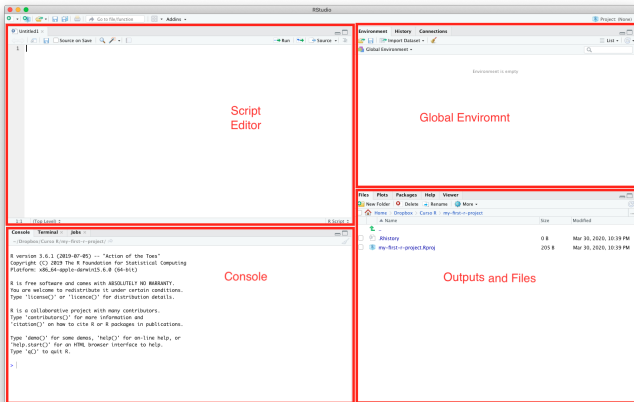 RStudio
Go to file/function
Addins
Project: (None)
Untitled1
Source on Save
Run
Source
1
Script
Editor
1:1
(Top Level)
R Script
Environment History Connections
Import Dataset
List
Global Environment
Environment is empty
Global Enviromnt
Console Terminal Jobs
~/Dropbox/Curso R/my-first-r-project/
R version 3.6.1 (2019-07-05) -- "Action of the Toes"
Copyright (C) 2019 The R Foundation for Statistical Computing
Platform: x86_64-apple-darwin15.6.0 (64-bit)
R is free software and comes with ABSOLUTELY NO WARRANTY.
You are welcome to redistribute it under certain conditions.
Type 'license()' or 'licence()' for distribution details.
R is a collaborative project with many contributors.
Type 'contributors()' for more information and
'citation()' on how to cite R or R packages in publications.
Type 'demo()' for some demos, 'help()' for on-line help, or
'help.start()' for an HTML browser interface to help.
Type 'q()' to quit R.
>
Console
Files Plots Packages Help Viewer
New Folder Delete Rename More
Home Dropbox Curso R my-first-r-project
Name Size Modified
..
.Rhistory 0 B Mar 30, 2020, 10:39 PM
my-first-r-project.Rproj 205 B Mar 30, 2020, 10:39 PM
Outputs and Files